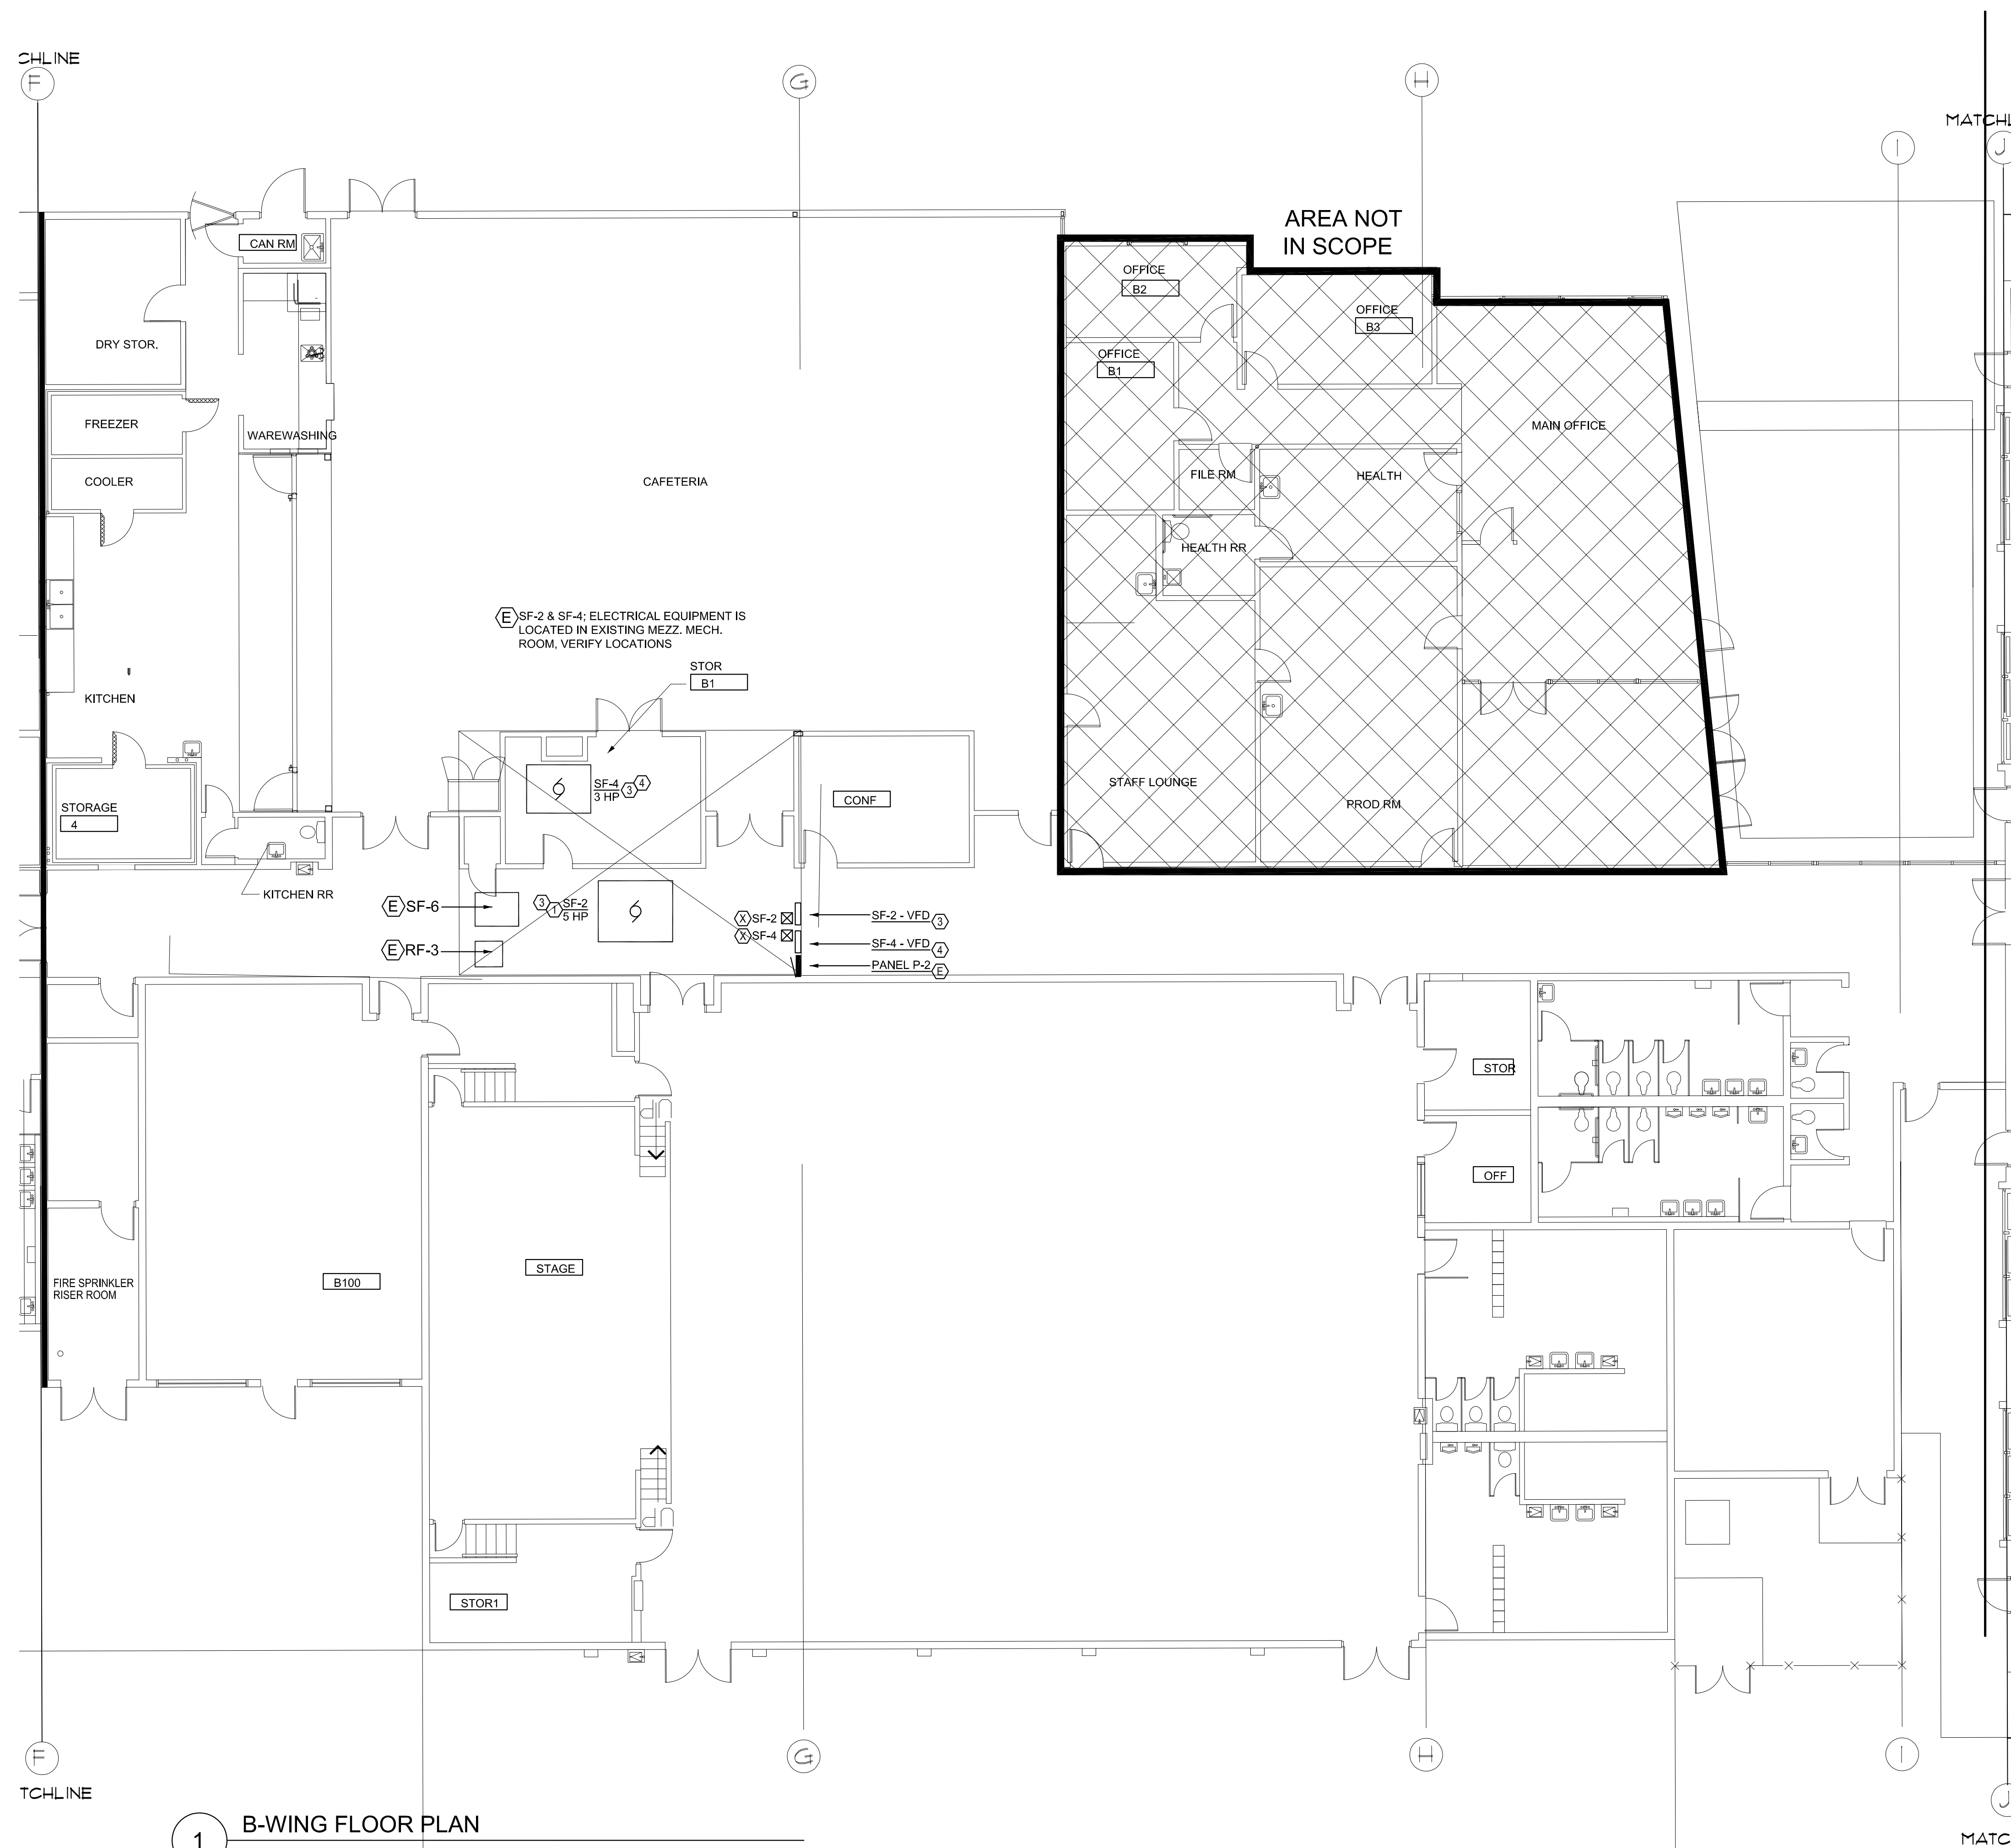 CHLINE
F
G
H
MATCHL
I
J
AREA NOT
IN SCOPE
CAN RM
OFFICE
B2
OFFICE
B3
DRY STOR.
OFFICE
B1
FREEZER
WAREWASHING
MAIN OFFICE
COOLER
CAFETERIA
FILE RM
HEALTH
HEALTH RR
E SF-2 & SF-4; ELECTRICAL EQUIPMENT IS
LOCATED IN EXISTING MEZZ. MECH.
ROOM, VERIFY LOCATIONS
STOR
B1
KITCHEN
STORAGE
4
SF-4 3 4
3 HP
CONF
STAFF LOUNGE
PROD RM
KITCHEN RR
E SF-6
3 1 SF-2
5 HP
X SF-2
SF-2 - VFD 3
X SF-4
SF-4 - VFD 4
E RF-3
PANEL P-2 E
STOR
OFF
STAGE
FIRE SPRINKLER
RISER ROOM
B100
STOR1
F
G
H
I
J
TCHLINE
1
B-WING FLOOR PLAN
MATC